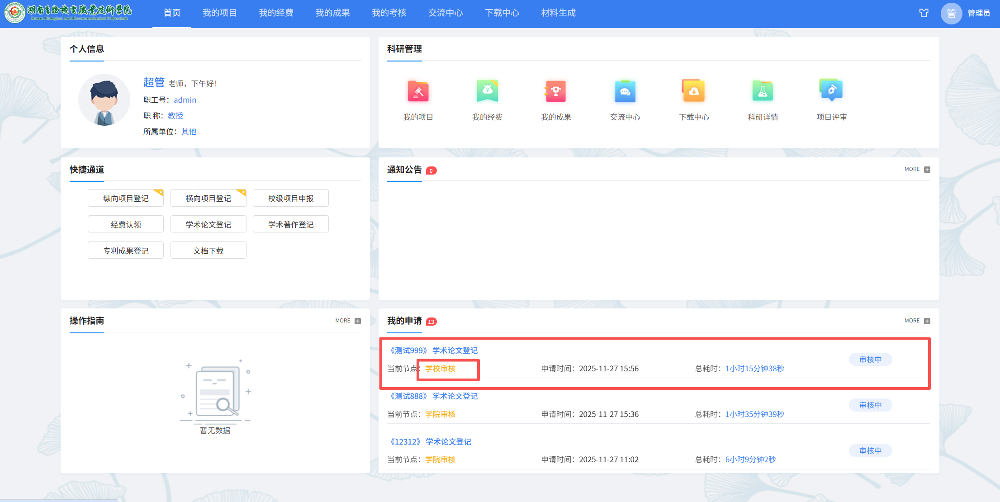 湖南生物機電職業技術學院
Hunan Biological And Electromechanical Polytechnic
首页 我的项目 我的经费 我的成果 我的考核 交流中心 下载中心 材料生成
管 管理员
个人信息
超管 老师，下午好！
职工号：admin
职 称：教授
所属单位：其他
科研管理
我的项目 我的经费 我的成果 交流中心 下载中心 科研详情 项目评审
快捷通道
纵向项目登记 横向项目登记 校级项目申报
经费认领 学术论文登记 学术著作登记
专利成果登记 文档下载
通知公告 0 MORE
操作指南 MORE
暂无数据
我的申请 13 MORE
《测试999》 学术论文登记
当前节点：学校审核 申请时间：2025-11-27 15:56 总耗时：1小时15分钟38秒 审核中
《测试888》 学术论文登记
当前节点：学院审核 申请时间：2025-11-27 15:36 总耗时：1小时35分钟39秒 审核中
《12312》 学术论文登记
当前节点：学院审核 申请时间：2025-11-27 11:02 总耗时：6小时9分钟2秒 审核中